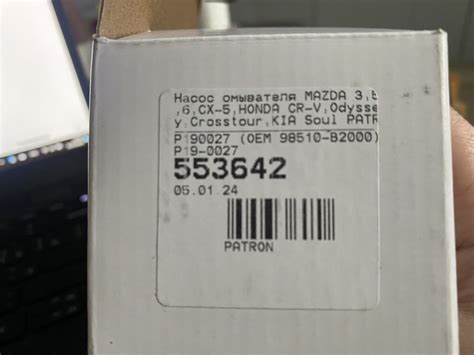 Насос омывателя MAZDA 3,5
,6,CX-5,HONDA CR-V,Odysse
y,Crosstour,KIA Soul PATR
P190027 (OEM 98510-B2000)
P19-0027
553642
05.01.24
PATRON